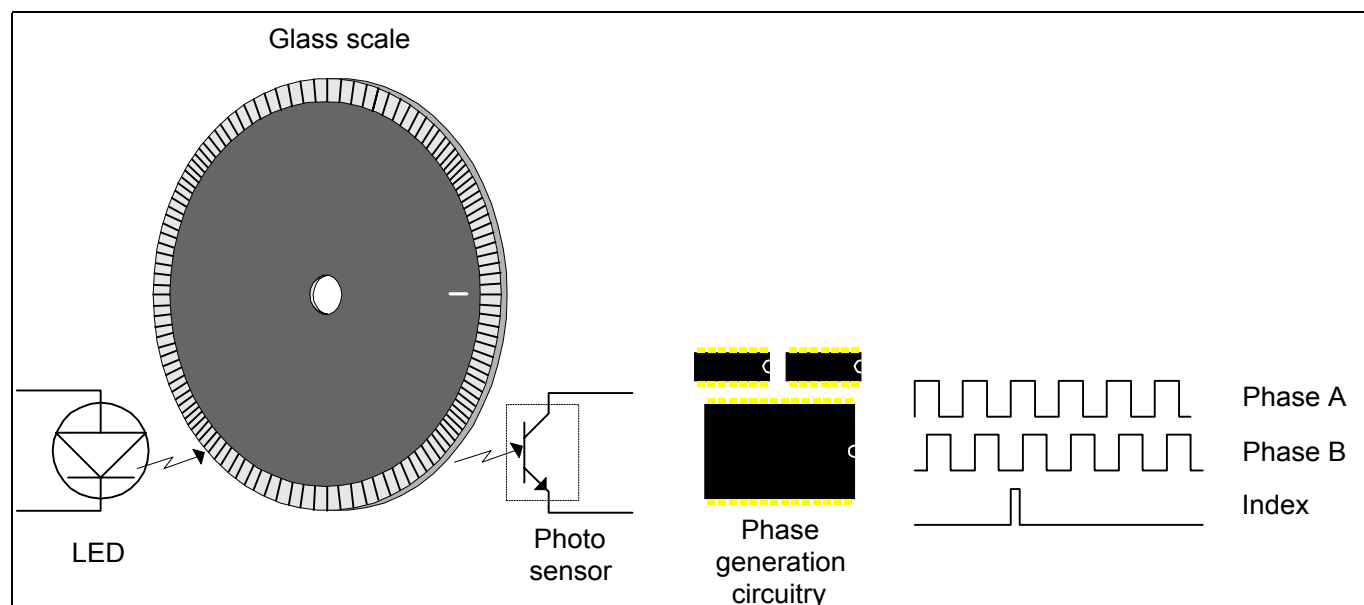 Glass scale
LED
Photo
sensor
Phase
generation
circuitry
Phase A
Phase B
Index